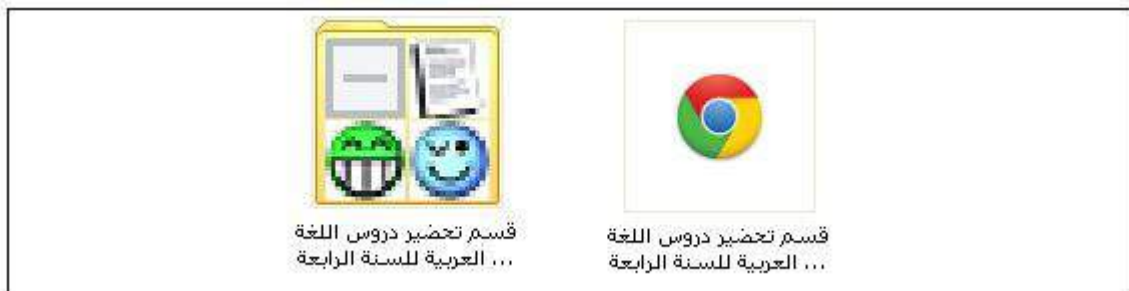 قسم تحضير دروس اللغة
العربية للسنة الرابعة ...
قسم تحضير دروس اللغة
العربية للسنة الرابعة ...